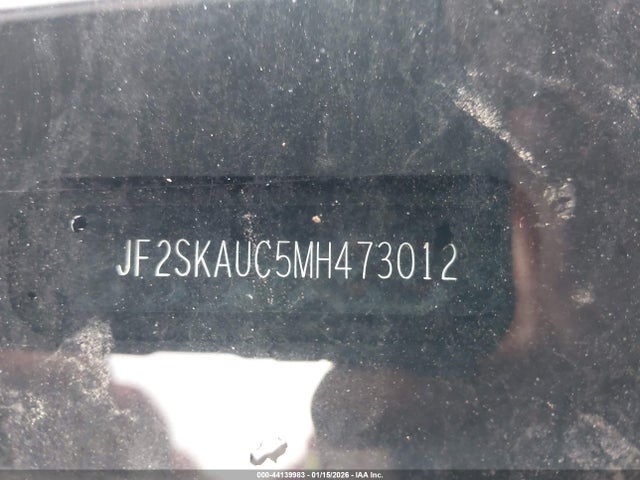 JF2SKAUC5MH473012
000-44139983 - 01/15/2026 - IAA Inc.